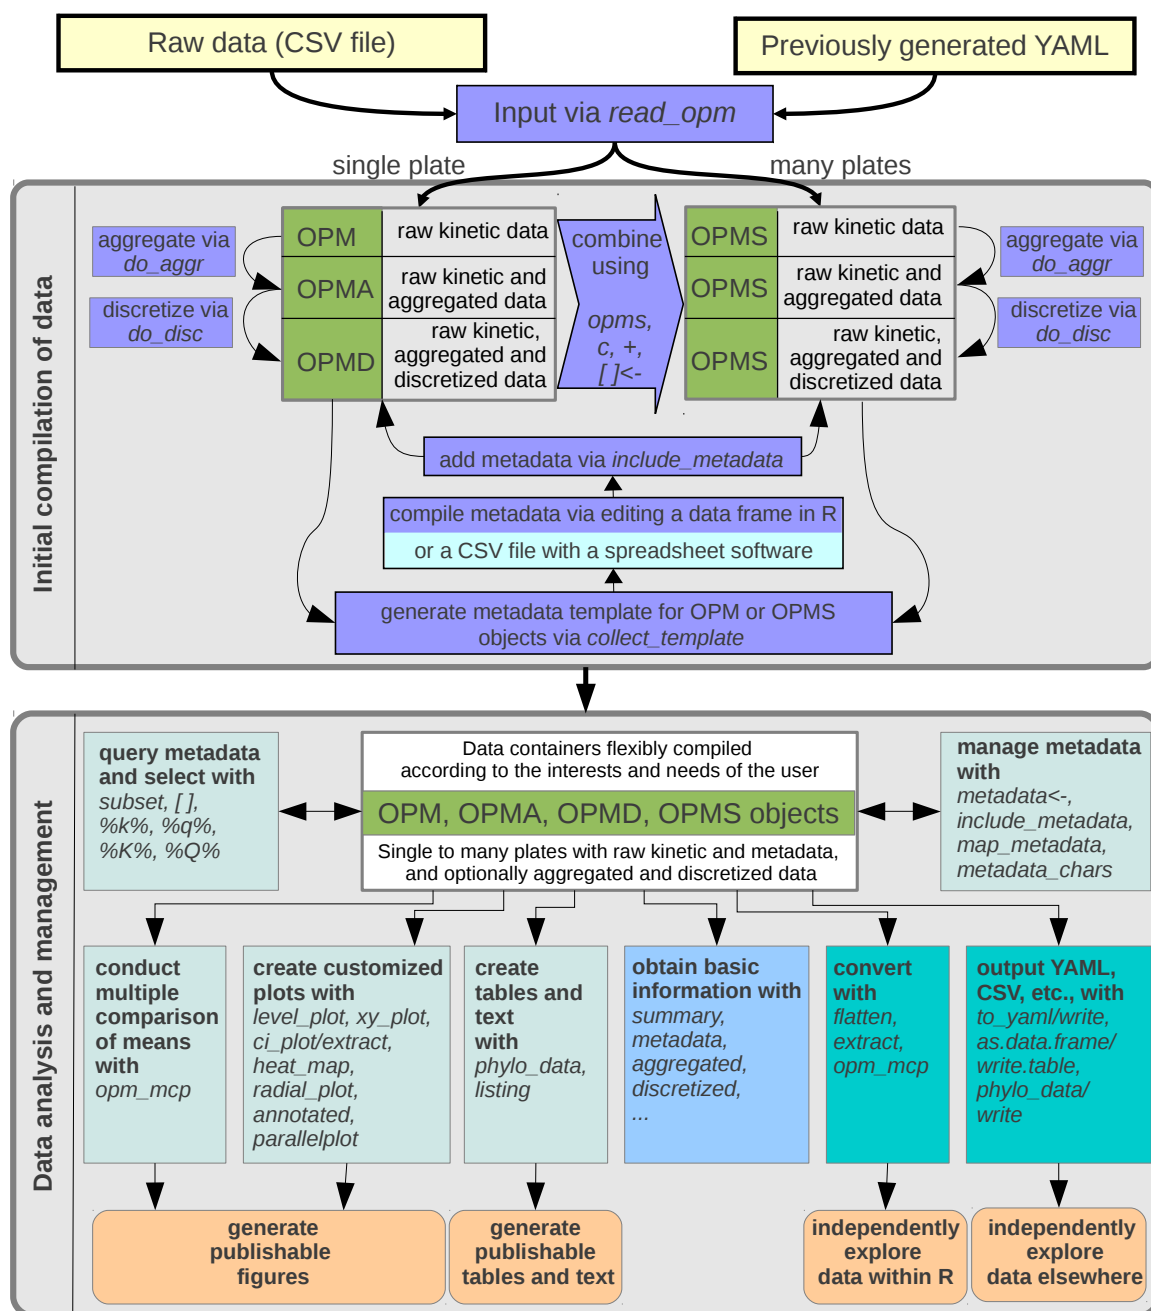 Raw data (CSV file)
Previously generated YAML
Input via read_opm
single plate
many plates
Initial compilation of data
aggregate via
do_aggr
discretize via
do_disc
OPM
raw kinetic data
OPMA
raw kinetic and
aggregated data
OPMD
raw kinetic,
aggregated and
discretized data
combine
using
opms,
c, +,
[ ]<-
OPMS
raw kinetic data
OPMS
raw kinetic and
aggregated data
OPMS
raw kinetic,
aggregated and
discretized data
aggregate via
do_aggr
discretize via
do_disc
add metadata via include_metadata
compile metadata via editing a data frame in R
or a CSV file with a spreadsheet software
generate metadata template for OPM or OPMS
objects via collect_template
Data analysis and management
query metadata
and select with
subset, [ ],
%k%, %q%,
%K%, %Q%
Data containers flexibly compiled
according to the interests and needs of the user
OPM, OPMA, OPMD, OPMS objects
Single to many plates with raw kinetic and metadata,
and optionally aggregated and discretized data
manage metadata
with
metadata<-,
include_metadata,
map_metadata,
metadata_chars
conduct
multiple
comparison
of means
with
opm_mcp
create customized
plots with
level_plot, xy_plot,
ci_plot/extract,
heat_map,
radial_plot,
annotated,
parallelplot
create
tables and
text
with
phylo_data,
listing
obtain basic
information with
summary,
metadata,
aggregated,
discretized,
...
convert
with
flatten,
extract,
opm_mcp
output YAML,
CSV, etc., with
to_yaml/write,
as.data.frame/
write.table,
phylo_data/
write
generate
publishable
figures
generate
publishable
tables and text
independently
explore
data within R
independently
explore
data elsewhere